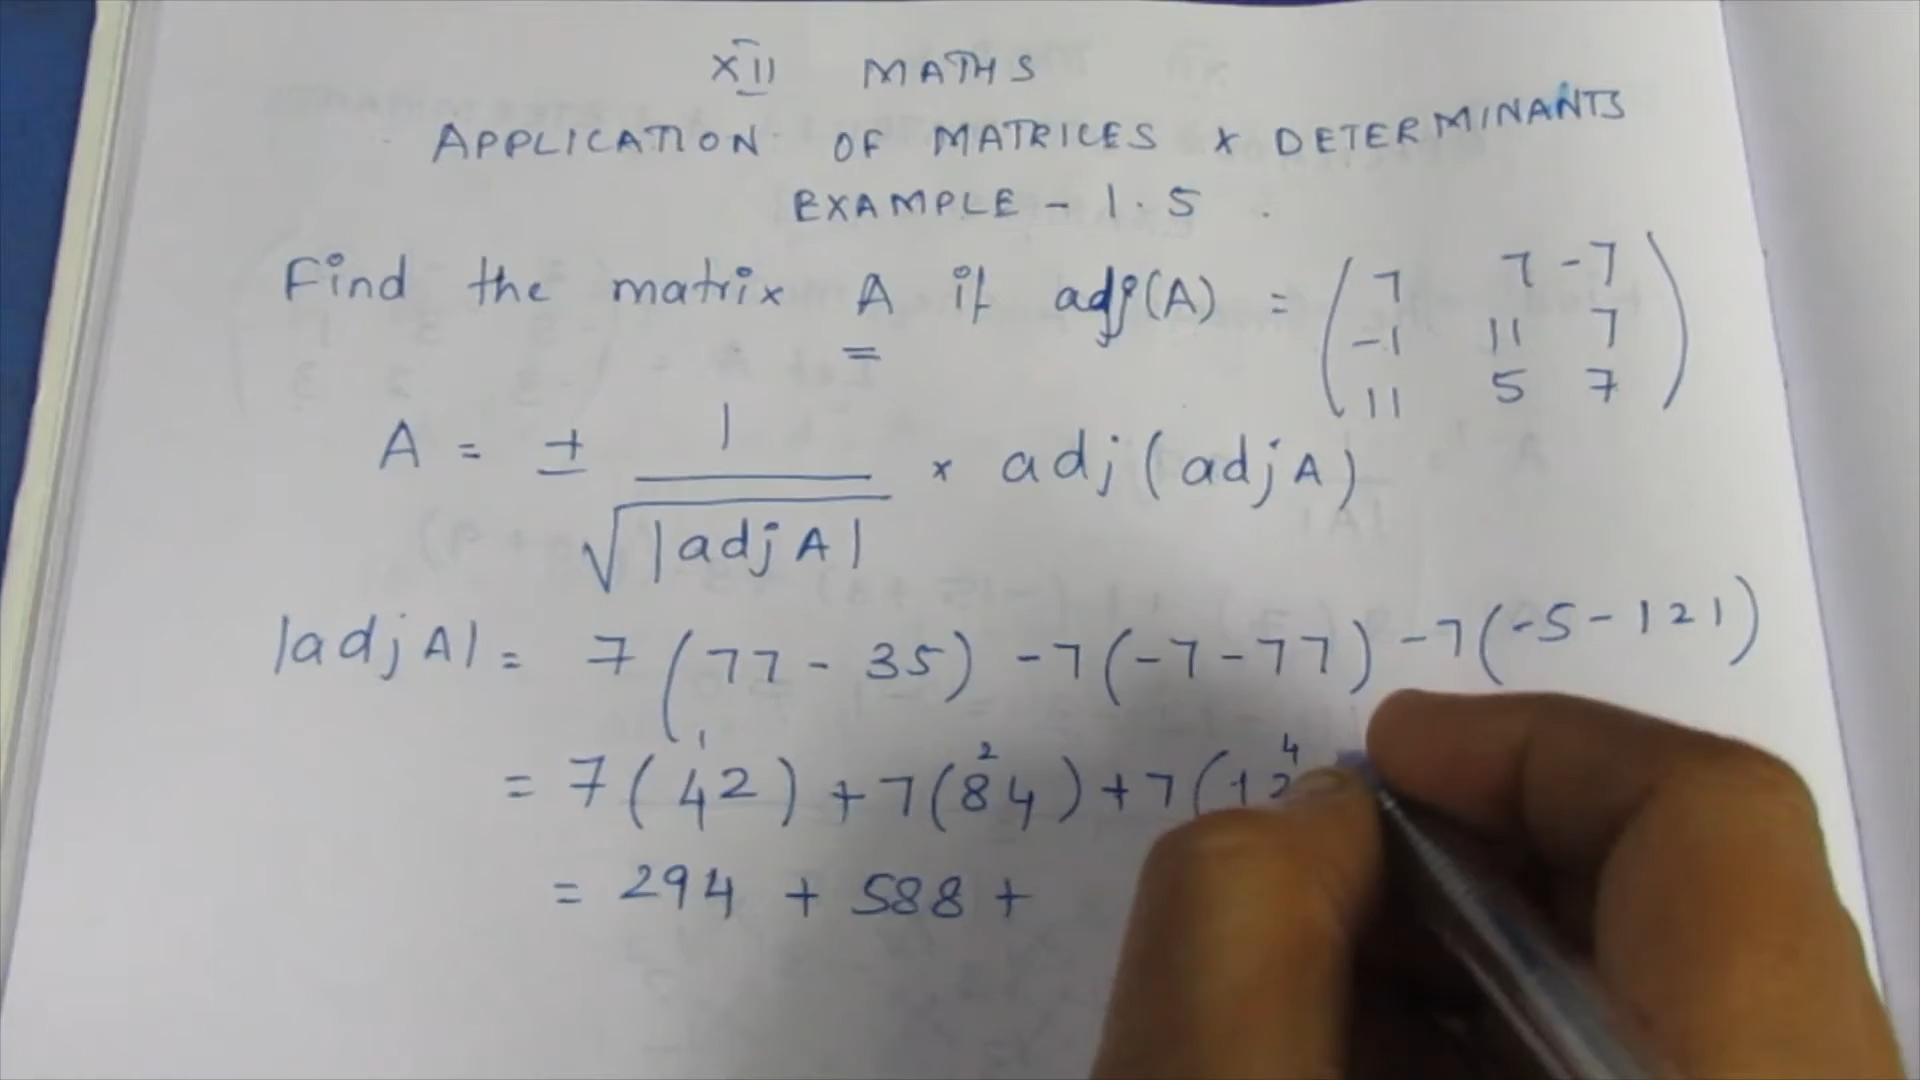 XII MATHS
APPLICATION OF MATRICES & DETERMINANTS
EXAMPLE - 1.5
Find the matrix A if adj(A) = ( 7 7 -7
-1 11 7
11 5 7 )
A = ± 1 / √|adj A| × adj(adj A)
|adj A| = 7(77 - 35) -7(-7-77) -7(-5-121)
= 7(42) + 7(84) + 7(12
= 294 + 588 +